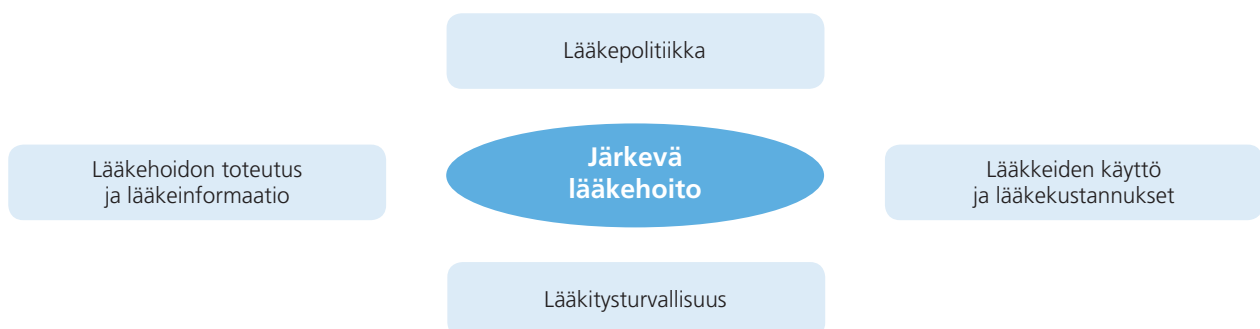 Lääkepolitiikka
Lääkehoidon toteutus
ja lääkeinformaatio
Järkevä
lääkehoito
Lääkkeiden käyttö
ja lääkekustannukset
Lääkitysturvallisuus